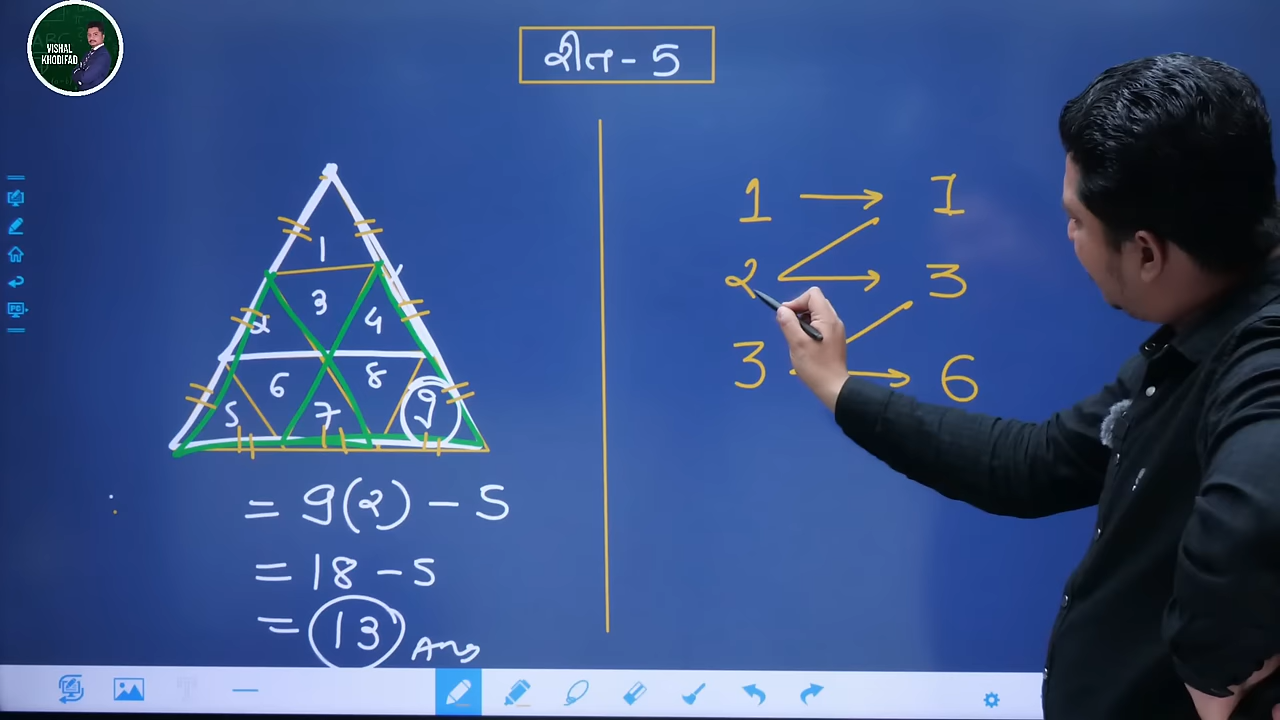 VISHAL
KHODIFAD
રીત - 5
1
3
2
4
6
8
5
7
9
= 9(2) - 5
= 18 - 5
= 13 Ans
1 → 1
2 → 3
3 → 6